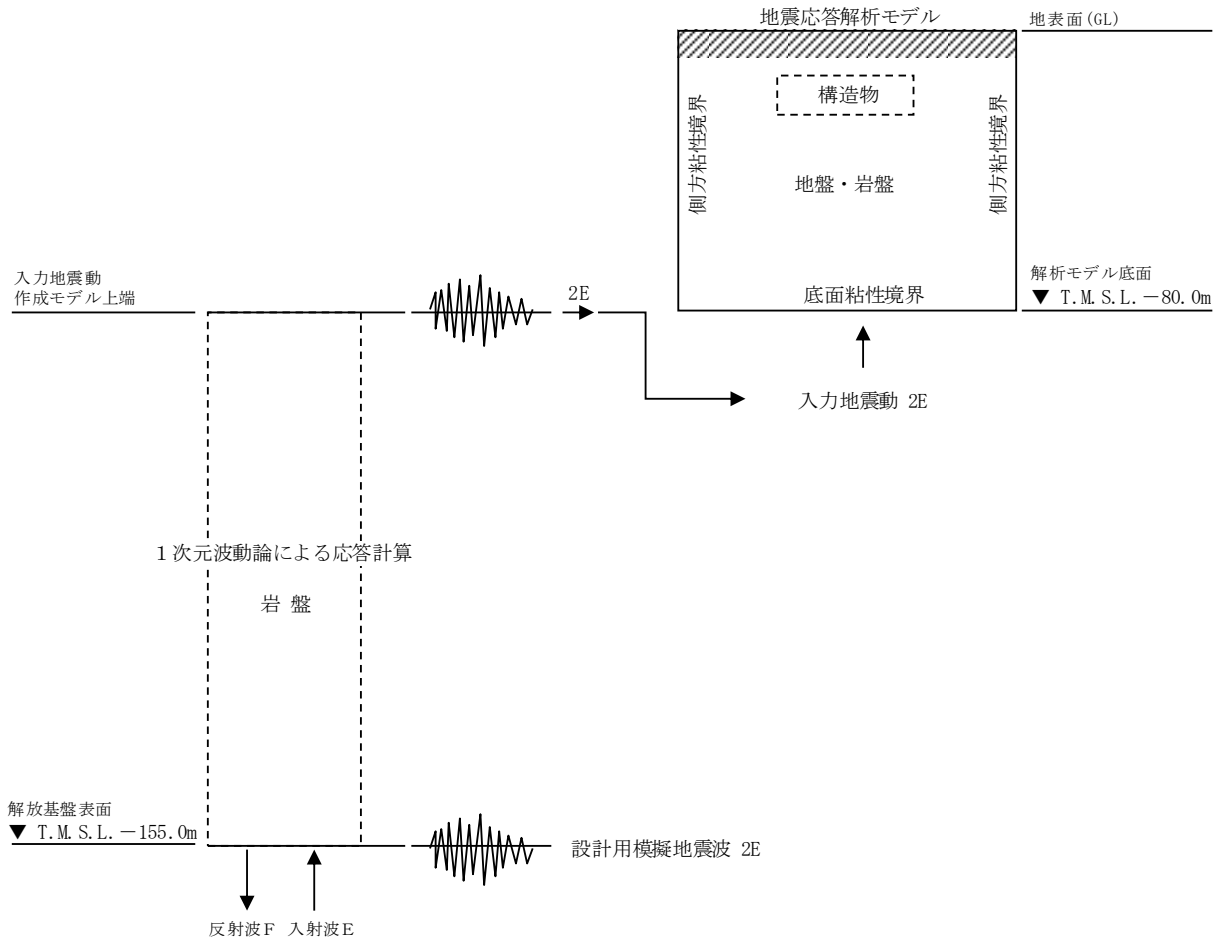 地震応答解析モデル
地表面(GL)
構造物
側方粘性境界
側方粘性境界
地盤・岩盤
入力地震動
作成モデル上端
2E
底面粘性境界
解析モデル底面
▼ T.M.S.L.－80.0m
入力地震動 2E
１次元波動論による応答計算
岩 盤
解放基盤表面
▼ T.M.S.L.－155.0m
設計用模擬地震波 2E
反射波Ｆ 入射波Ｅ